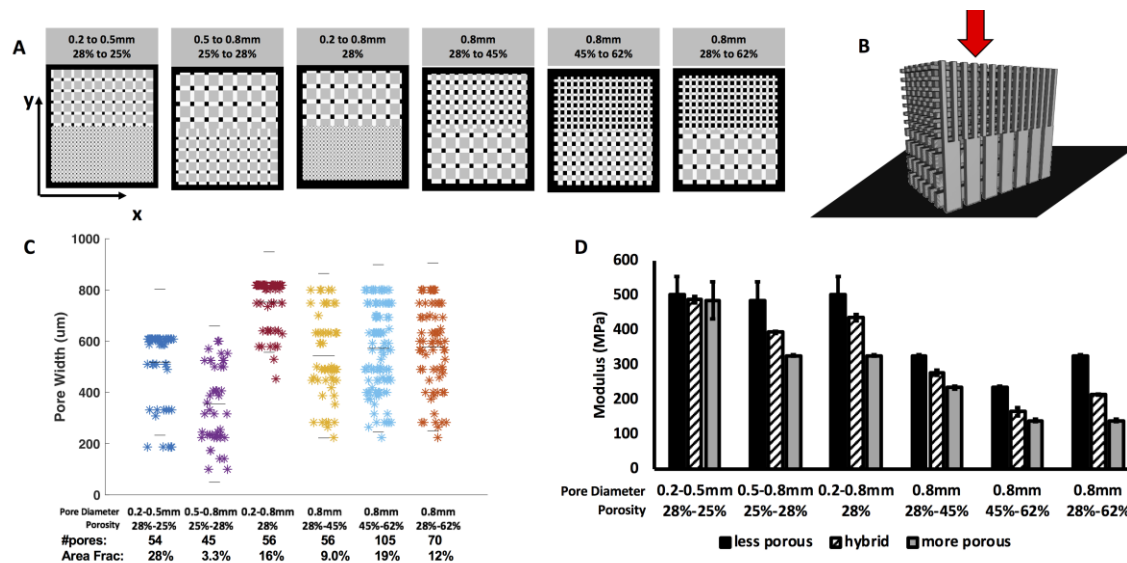 A
0.2 to 0.5mm
28% to 25%
0.5 to 0.8mm
25% to 28%
0.2 to 0.8mm
28%
0.8mm
28% to 45%
0.8mm
45% to 62%
0.8mm
28% to 62%
B
y
x
C
Pore Width (um)
1000
800
600
400
200
0
Pore Diameter 0.2-0.5mm 0.5-0.8mm 0.2-0.8mm 0.8mm 0.8mm 0.8mm
Porosity 28%-25% 25%-28% 28% 28%-45% 45%-62% 28%-62%
#pores: 54 45 56 56 105 70
Area Frac: 28% 3.3% 16% 9.0% 19% 12%
D
Modulus (MPa)
600
500
400
300
200
100
0
Pore Diameter 0.2-0.5mm 0.5-0.8mm 0.2-0.8mm 0.8mm 0.8mm 0.8mm
Porosity 28%-25% 25%-28% 28% 28%-45% 45%-62% 28%-62%
less porous hybrid more porous